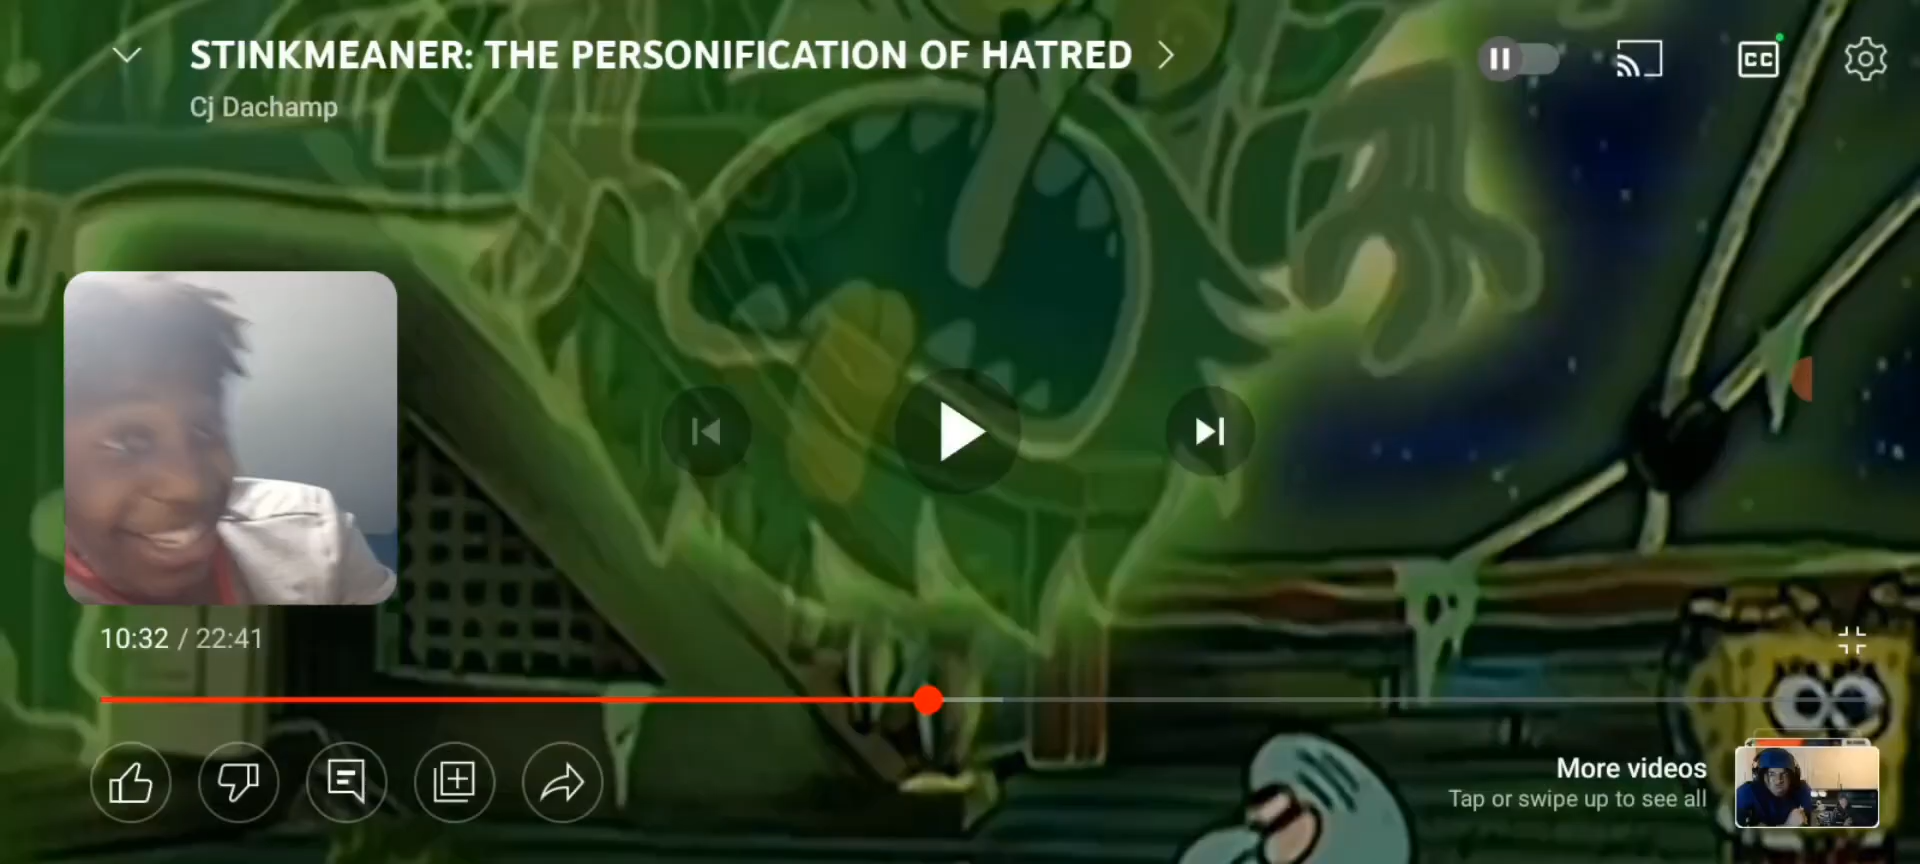 STINKMEANER: THE PERSONIFICATION OF HATRED
Cj Dachamp
CC
10:32 / 22:41
More videos
Tap or swipe up to see all